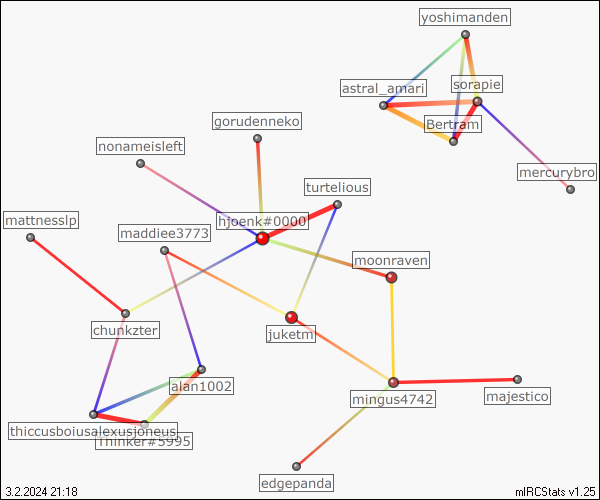 yoshimanden
astral_amari
sorapie
gorudenneko
Bertram
nonameisleft
mercurybro
turtelious
mattnesslp
hjoenk#0000
maddiee3773
moonraven
chunkzter
juketm
alan1002
mingus4742
majestico
thiccusboiusalexusjoneus
Thinker#5995
edgepanda
3.2.2024 21:18
mIRCStats v1.25